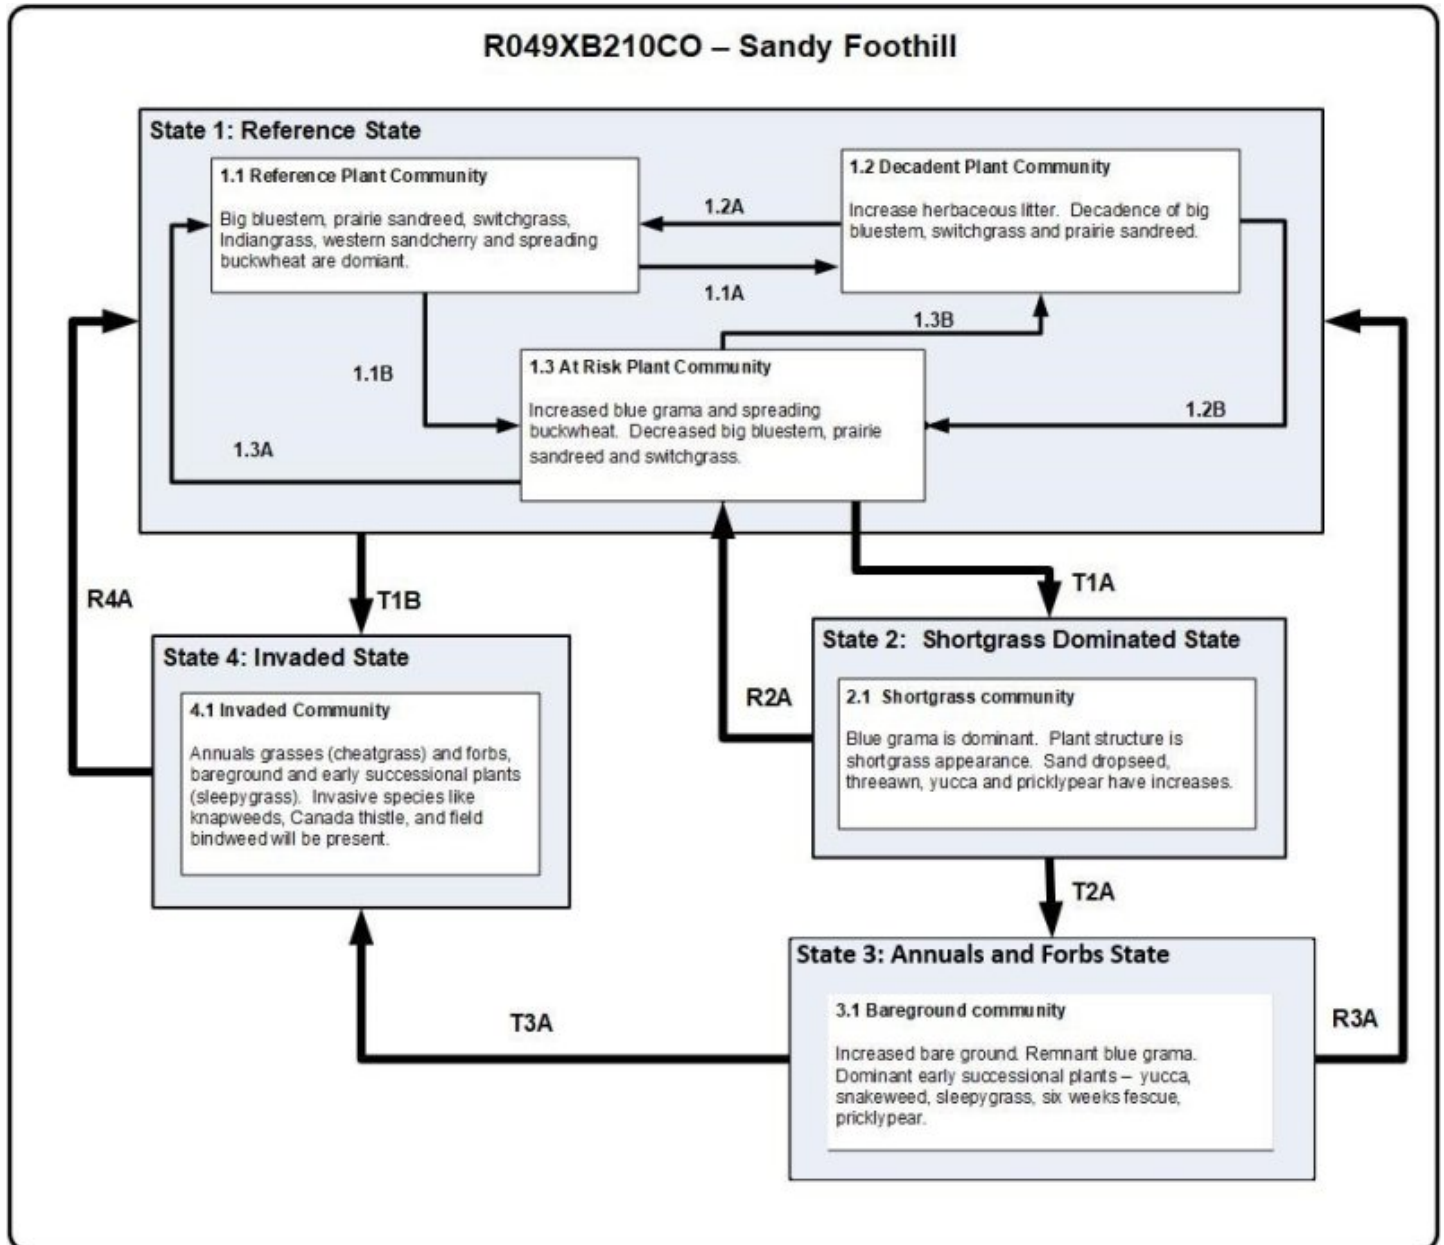 R049XB210CO – Sandy Foothill
State 1: Reference State
1.1 Reference Plant Community
Big bluestem, prairie sandreed, switchgrass,
Indiangrass, western sandcherry and spreading
buckwheat are domiant.
1.2A
1.1A
1.2 Decadent Plant Community
Increase herbaceous litter. Decadence of big
bluestem, switchgrass and prairie sandreed.
1.3B
1.1B
1.3 At Risk Plant Community
Increased blue grama and spreading
buckwheat. Decreased big bluestem, prairie
sandreed and switchgrass.
1.2B
1.3A
R4A
T1B
T1A
State 4: Invaded State
4.1 Invaded Community
Annuals grasses (cheatgrass) and forbs,
bareground and early successional plants
(sleepygrass). Invasive species like
knapweeds, Canada thistle, and field
bindweed will be present.
R2A
State 2: Shortgrass Dominated State
2.1 Shortgrass community
Blue grama is dominant. Plant structure is
shortgrass appearance. Sand dropseed,
threeawn, yucca and pricklypear have increases.
T2A
State 3: Annuals and Forbs State
3.1 Bareground community
Increased bare ground. Remnant blue grama.
Dominant early successional plants – yucca,
snakeweed, sleepygrass, six weeks fescue,
pricklypear.
T3A
R3A